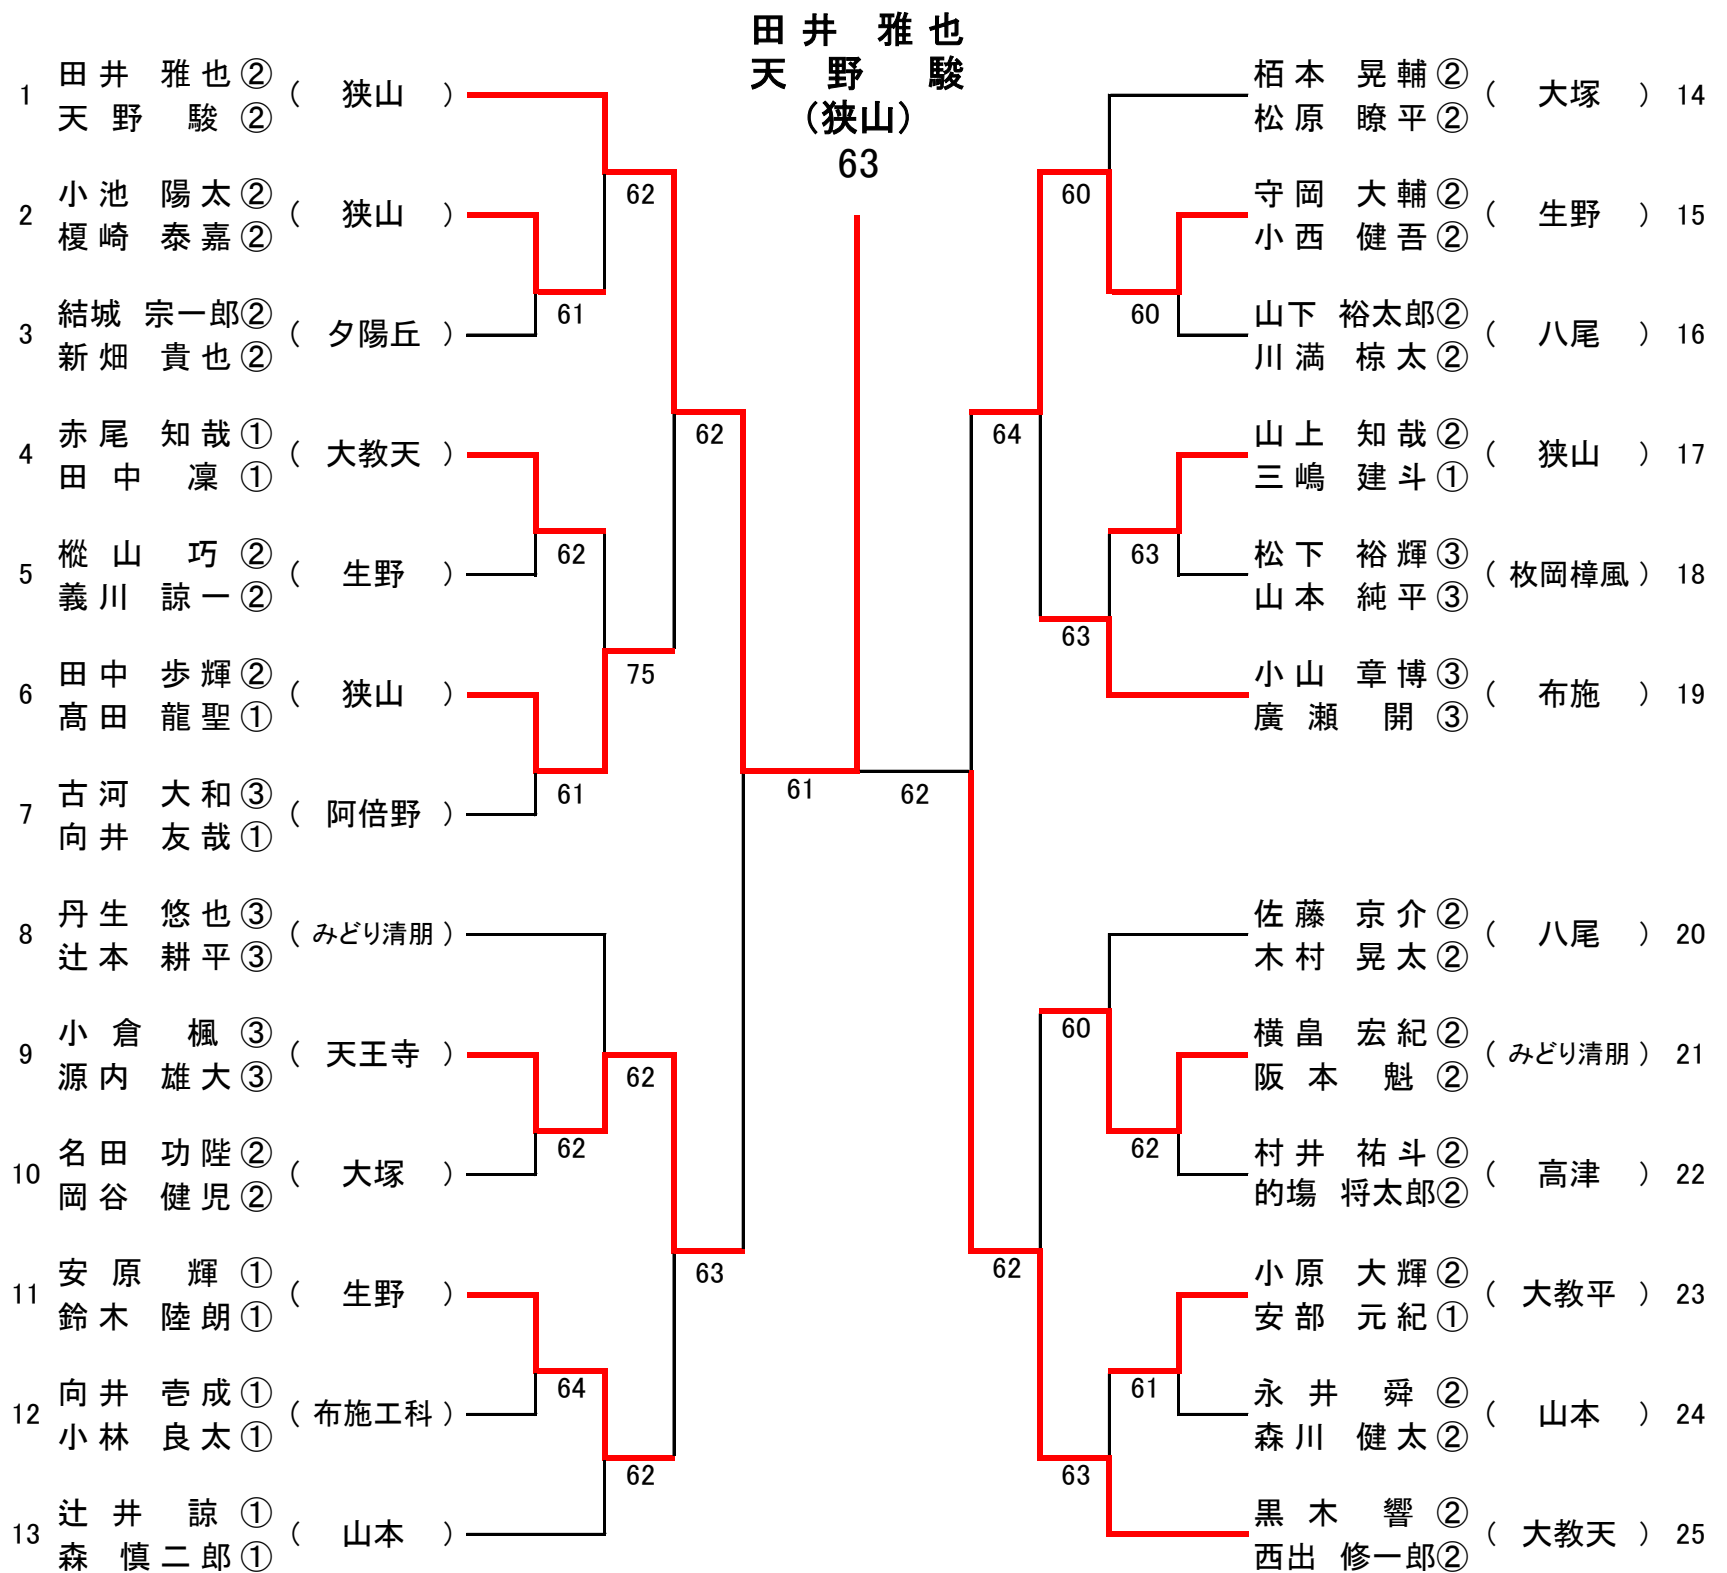 田井 雅也
天野 駿
(狭山)
63
1 田井 雅也② ( 狭山 )
天野 駿②
2 小池 陽太② ( 狭山 )
榎崎 泰嘉②
3 結城 宗一郎② ( 夕陽丘 )
新畑 貴也②
4 赤尾 知哉① ( 大教天 )
田中 凜①
5 樅山 巧② ( 生野 )
義川 諒一②
6 田中 歩輝② ( 狭山 )
髙田 龍聖①
7 古河 大和③ ( 阿倍野 )
向井 友哉①
8 丹生 悠也③ ( みどり清朋 )
辻本 耕平③
9 小倉 楓③ ( 天王寺 )
源内 雄大③
10 名田 功陛② ( 大塚 )
岡谷 健児②
11 安原 輝① ( 生野 )
鈴木 陸朗①
12 向井 壱成① ( 布施工科 )
小林 良太①
13 辻井 諒① ( 山本 )
森 慎二郎①
62
61
62
62
75
61
61
62
62
63
64
62
栢本 晃輔② ( 大塚 ) 14
松原 瞭平②
守岡 大輔② ( 生野 ) 15
小西 健吾②
山下 裕太郎② ( 八尾 ) 16
川満 椋太②
山上 知哉② ( 狭山 ) 17
三嶋 建斗①
松下 裕輝③ ( 枚岡樟風 ) 18
山本 純平③
小山 章博③ ( 布施 ) 19
廣瀬 開③
佐藤 京介② ( 八尾 ) 20
木村 晃太②
横畠 宏紀② ( みどり清朋 ) 21
阪本 魁②
村井 祐斗② ( 高津 ) 22
的場 将太郎②
小原 大輝② ( 大教平 ) 23
安部 元紀①
永井 舜② ( 山本 ) 24
森川 健太②
黒木 響② ( 大教天 ) 25
西出 修一郎②
60
60
64
63
63
62
60
62
62
61
63